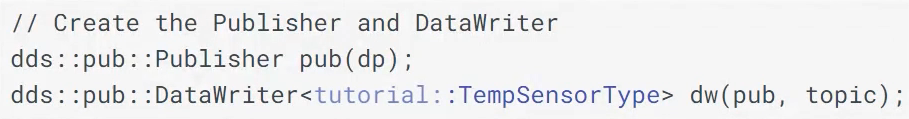 // Create the Publisher and DataWriter
dds::pub::Publisher pub(dp);
dds::pub::DataWriter<tutorial::TempSensorType> dw(pub, topic);